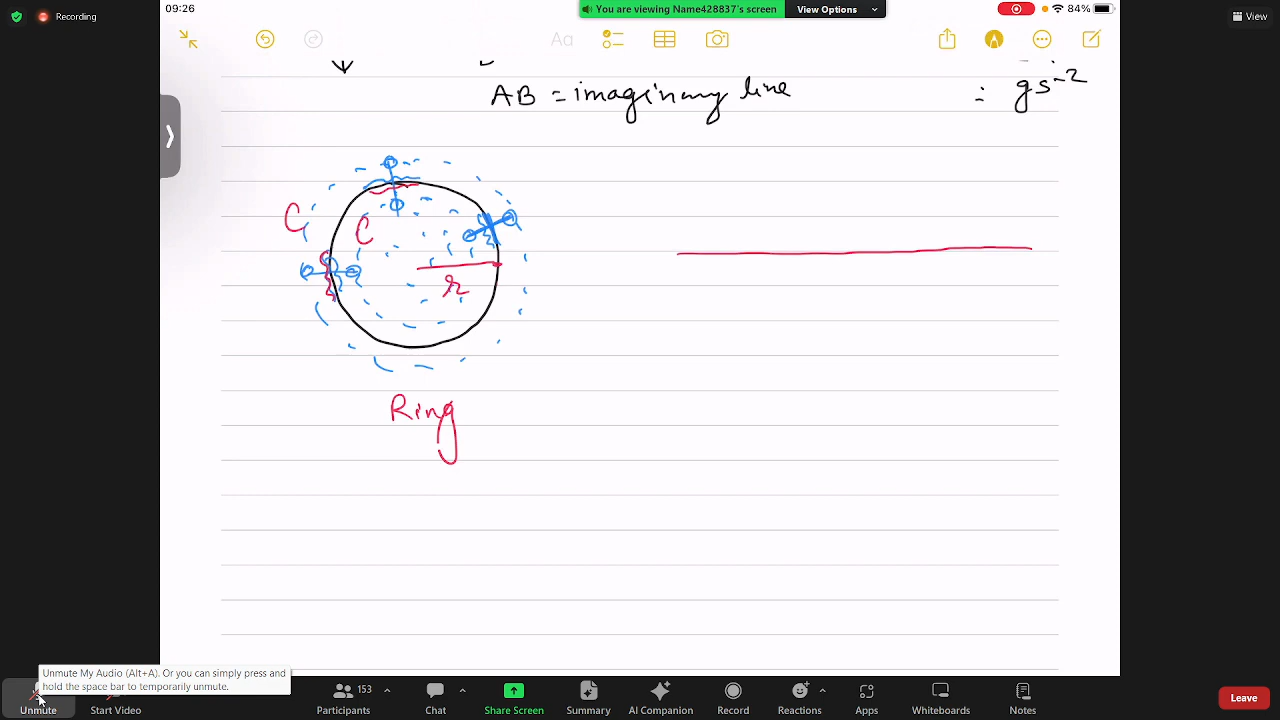 09:26
You are viewing Name428837's screen
View Options
84%
Recording
View
Aa
AB = imaginary line
: gs⁻²
C
C
r
Ring
Unmute My Audio (Alt+A). Or you can simply press and
hold the space bar to temporarily unmute.
153
Unmute
Start Video
Participants
Chat
Share Screen
Summary
AI Companion
Record
Reactions
Apps
Whiteboards
Notes
Leave